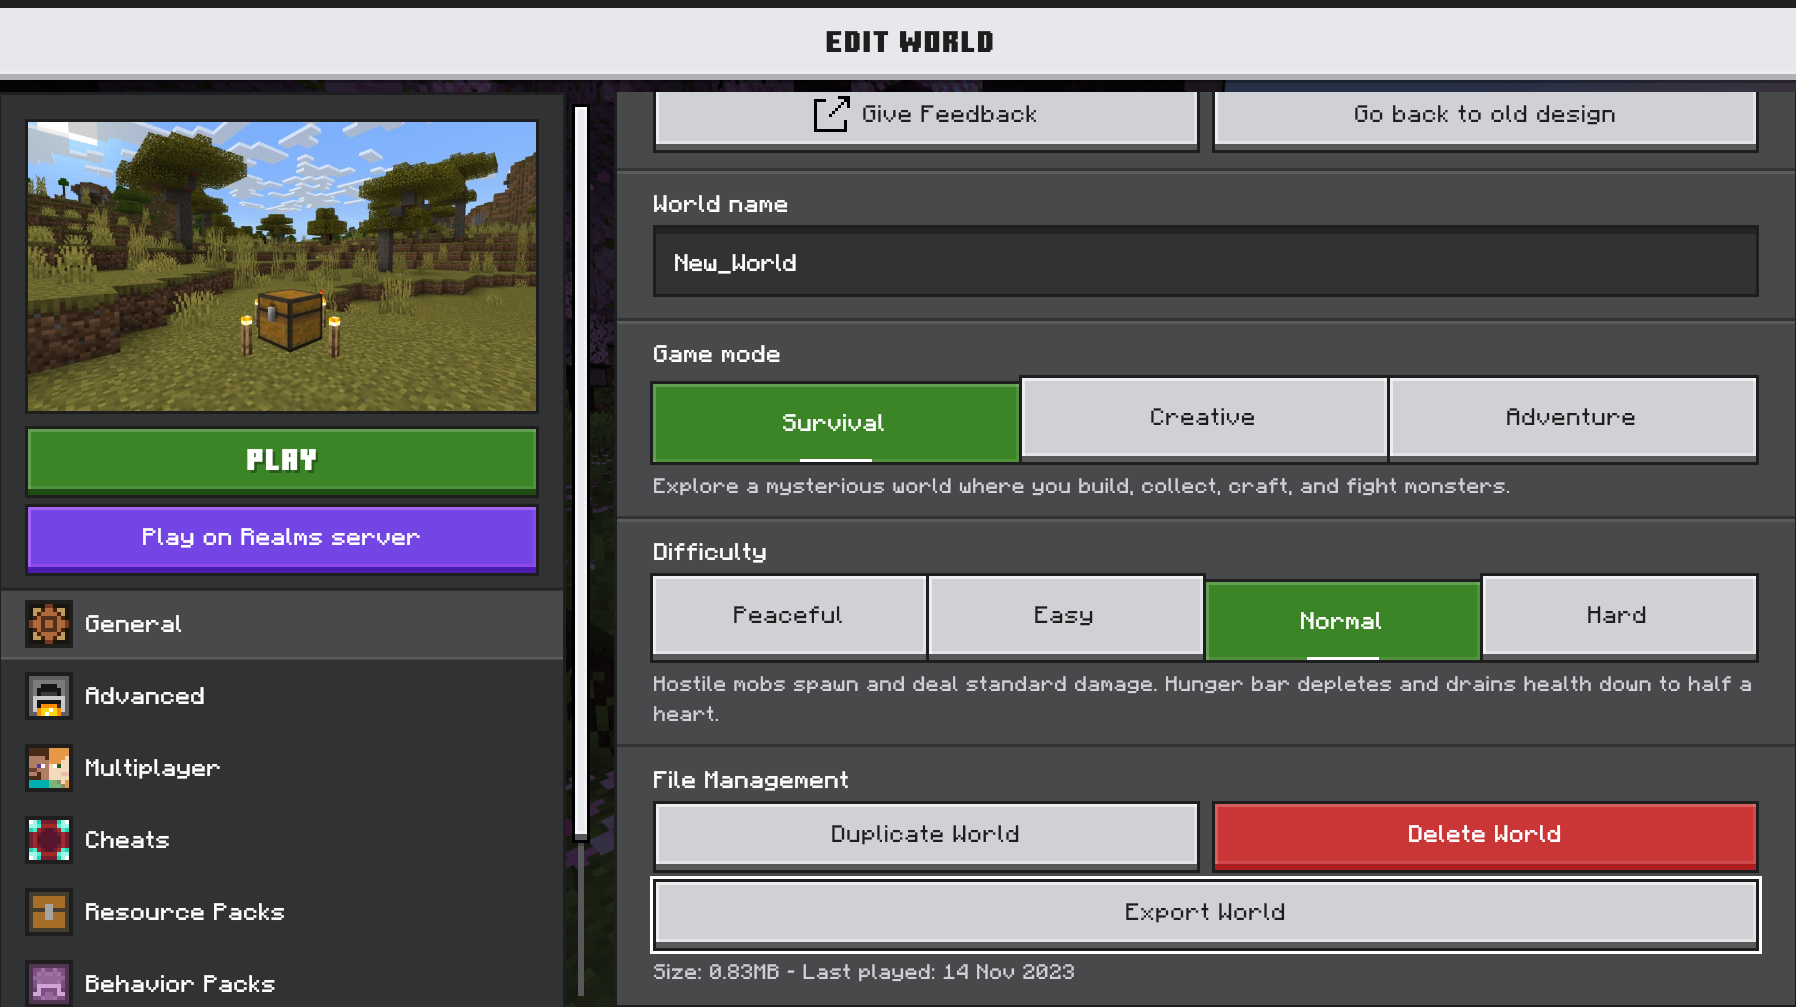 EDIT WORLD
PLAY
Play on Realms server
General
Advanced
Multiplayer
Cheats
Resource Packs
Behavior Packs
Give Feedback
Go back to old design
World name
New_World
Game mode
Survival
Creative
Adventure
Explore a mysterious world where you build, collect, craft, and fight monsters.
Difficulty
Peaceful
Easy
Normal
Hard
Hostile mobs spawn and deal standard damage. Hunger bar depletes and drains health down to half a
heart.
File Management
Duplicate World
Delete World
Export World
Size: 0.83MB - Last played: 14 Nov 2023